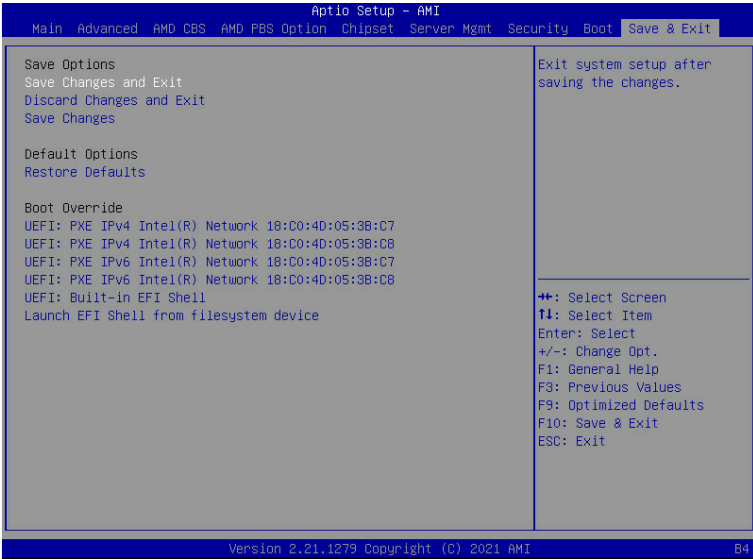 Aptio Setup – AMI
Main Advanced AMD CBS AMD PBS Option Chipset Server Mgmt Security Boot Save & Exit
Save Options
Save Changes and Exit
Discard Changes and Exit
Save Changes
Default Options
Restore Defaults
Boot Override
UEFI: PXE IPv4 Intel(R) Network 18:C0:4D:05:3B:C7
UEFI: PXE IPv4 Intel(R) Network 18:C0:4D:05:3B:C8
UEFI: PXE IPv6 Intel(R) Network 18:C0:4D:05:3B:C7
UEFI: PXE IPv6 Intel(R) Network 18:C0:4D:05:3B:C8
UEFI: Built-in EFI Shell
Launch EFI Shell from filesystem device
Exit system setup after
saving the changes.
→←: Select Screen
↑↓: Select Item
Enter: Select
+/-: Change Opt.
F1: General Help
F3: Previous Values
F9: Optimized Defaults
F10: Save & Exit
ESC: Exit
Version 2.21.1279 Copyright (C) 2021 AMI
B4